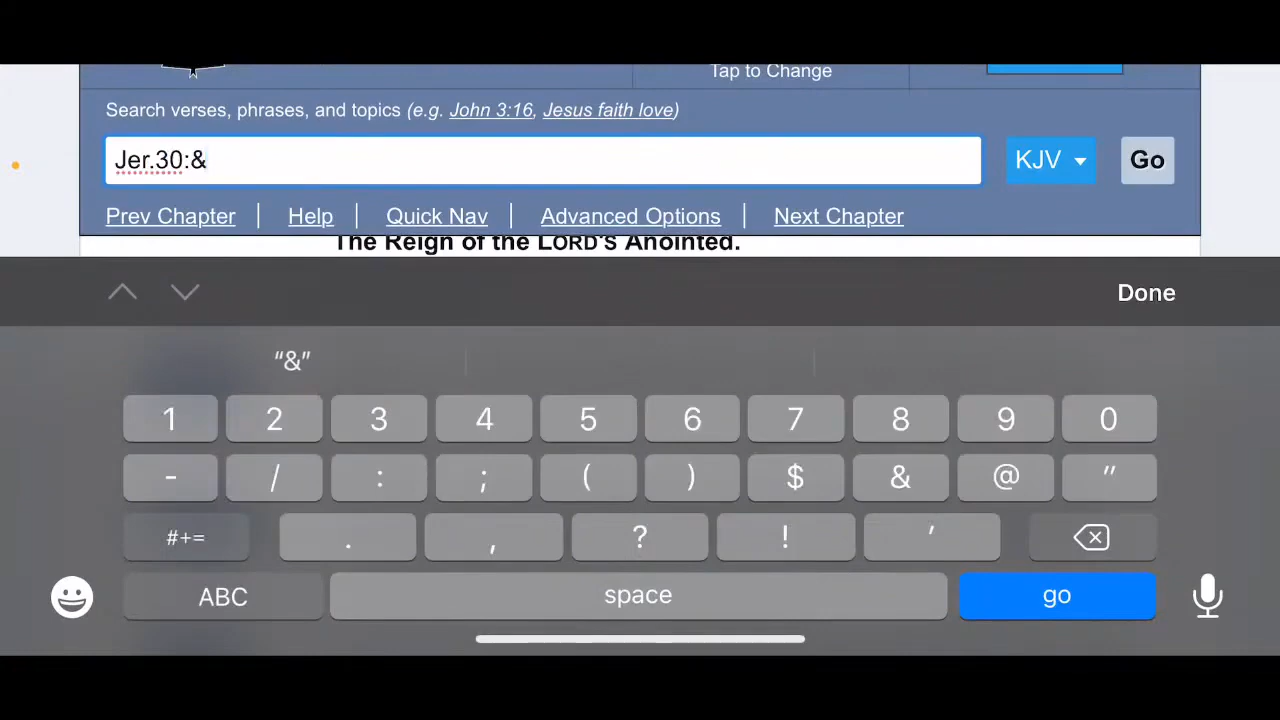 Tap to Change
Search verses, phrases, and topics (e.g. John 3:16, Jesus faith love)
Jer.30:& KJV Go
Prev Chapter | Help | Quick Nav | Advanced Options | Next Chapter
The Reign of the LORD'S Anointed.
Done
“&”
1 2 3 4 5 6 7 8 9 0
- / : ; ( ) $ & @ "
#+= . , ? ! '
ABC space go